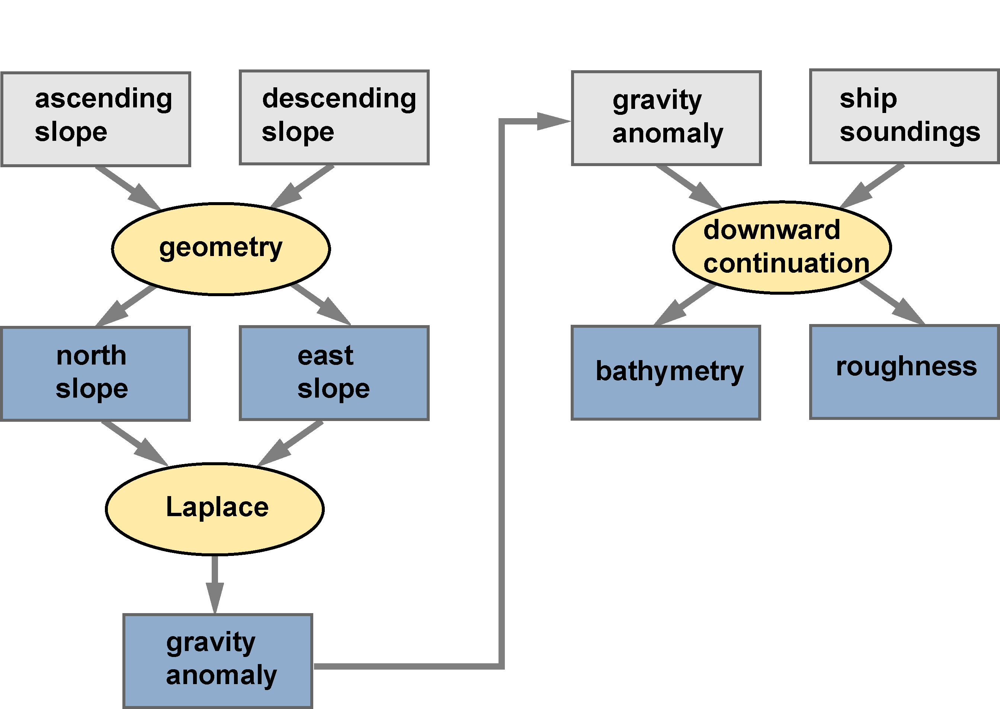 ascending
slope
descending
slope
geometry
north
slope
east
slope
Laplace
gravity
anomaly
gravity
anomaly
ship
soundings
downward
continuation
bathymetry
roughness